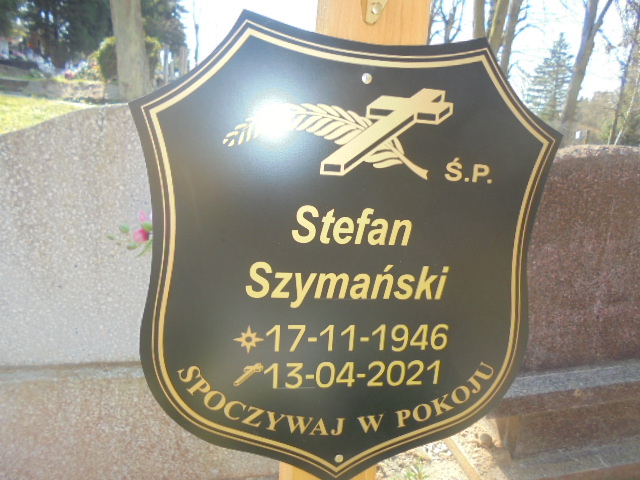 Ś.P.
Stefan
Szymański
17-11-1946
13-04-2021
SPOCZYWAJ W POKOJU